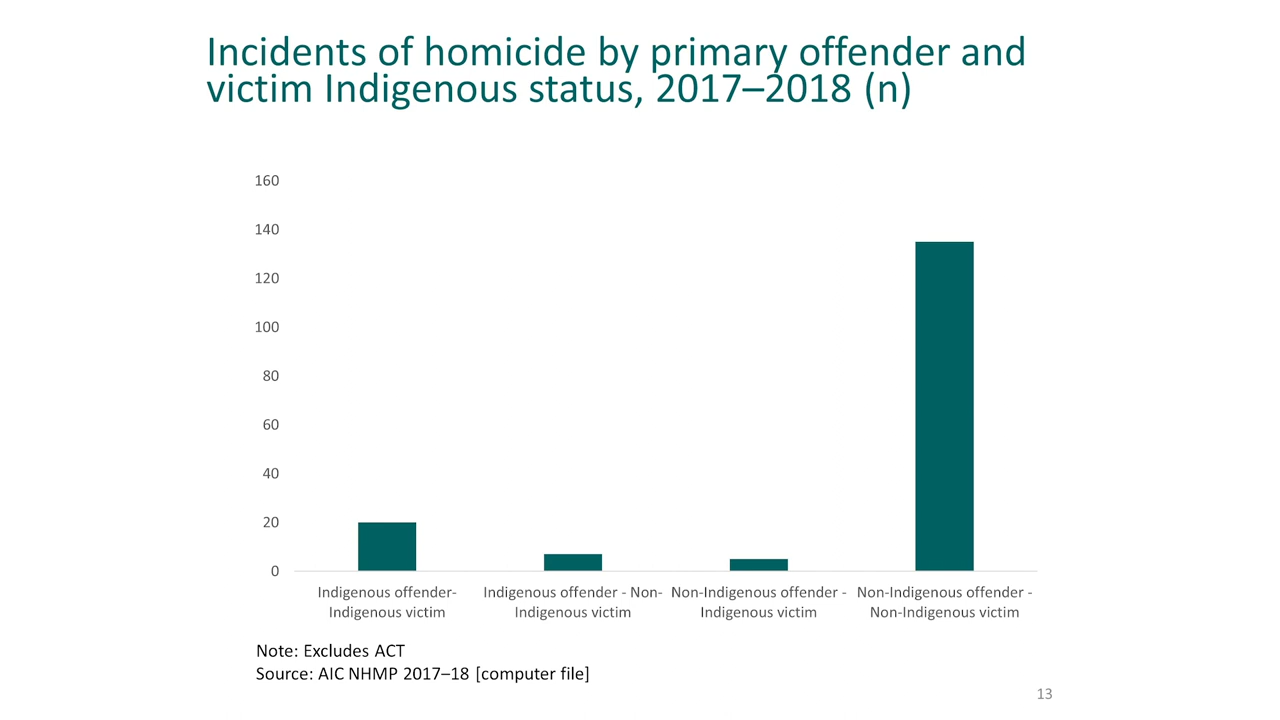 Incidents of homicide by primary offender and
victim Indigenous status, 2017–2018 (n)
160
140
120
100
80
60
40
20
0
Indigenous offender-
Indigenous victim
Indigenous offender - Non-
Indigenous victim
Non-Indigenous offender -
Indigenous victim
Non-Indigenous offender -
Non-Indigenous victim
Note: Excludes ACT
Source: AIC NHMP 2017–18 [computer file]
13